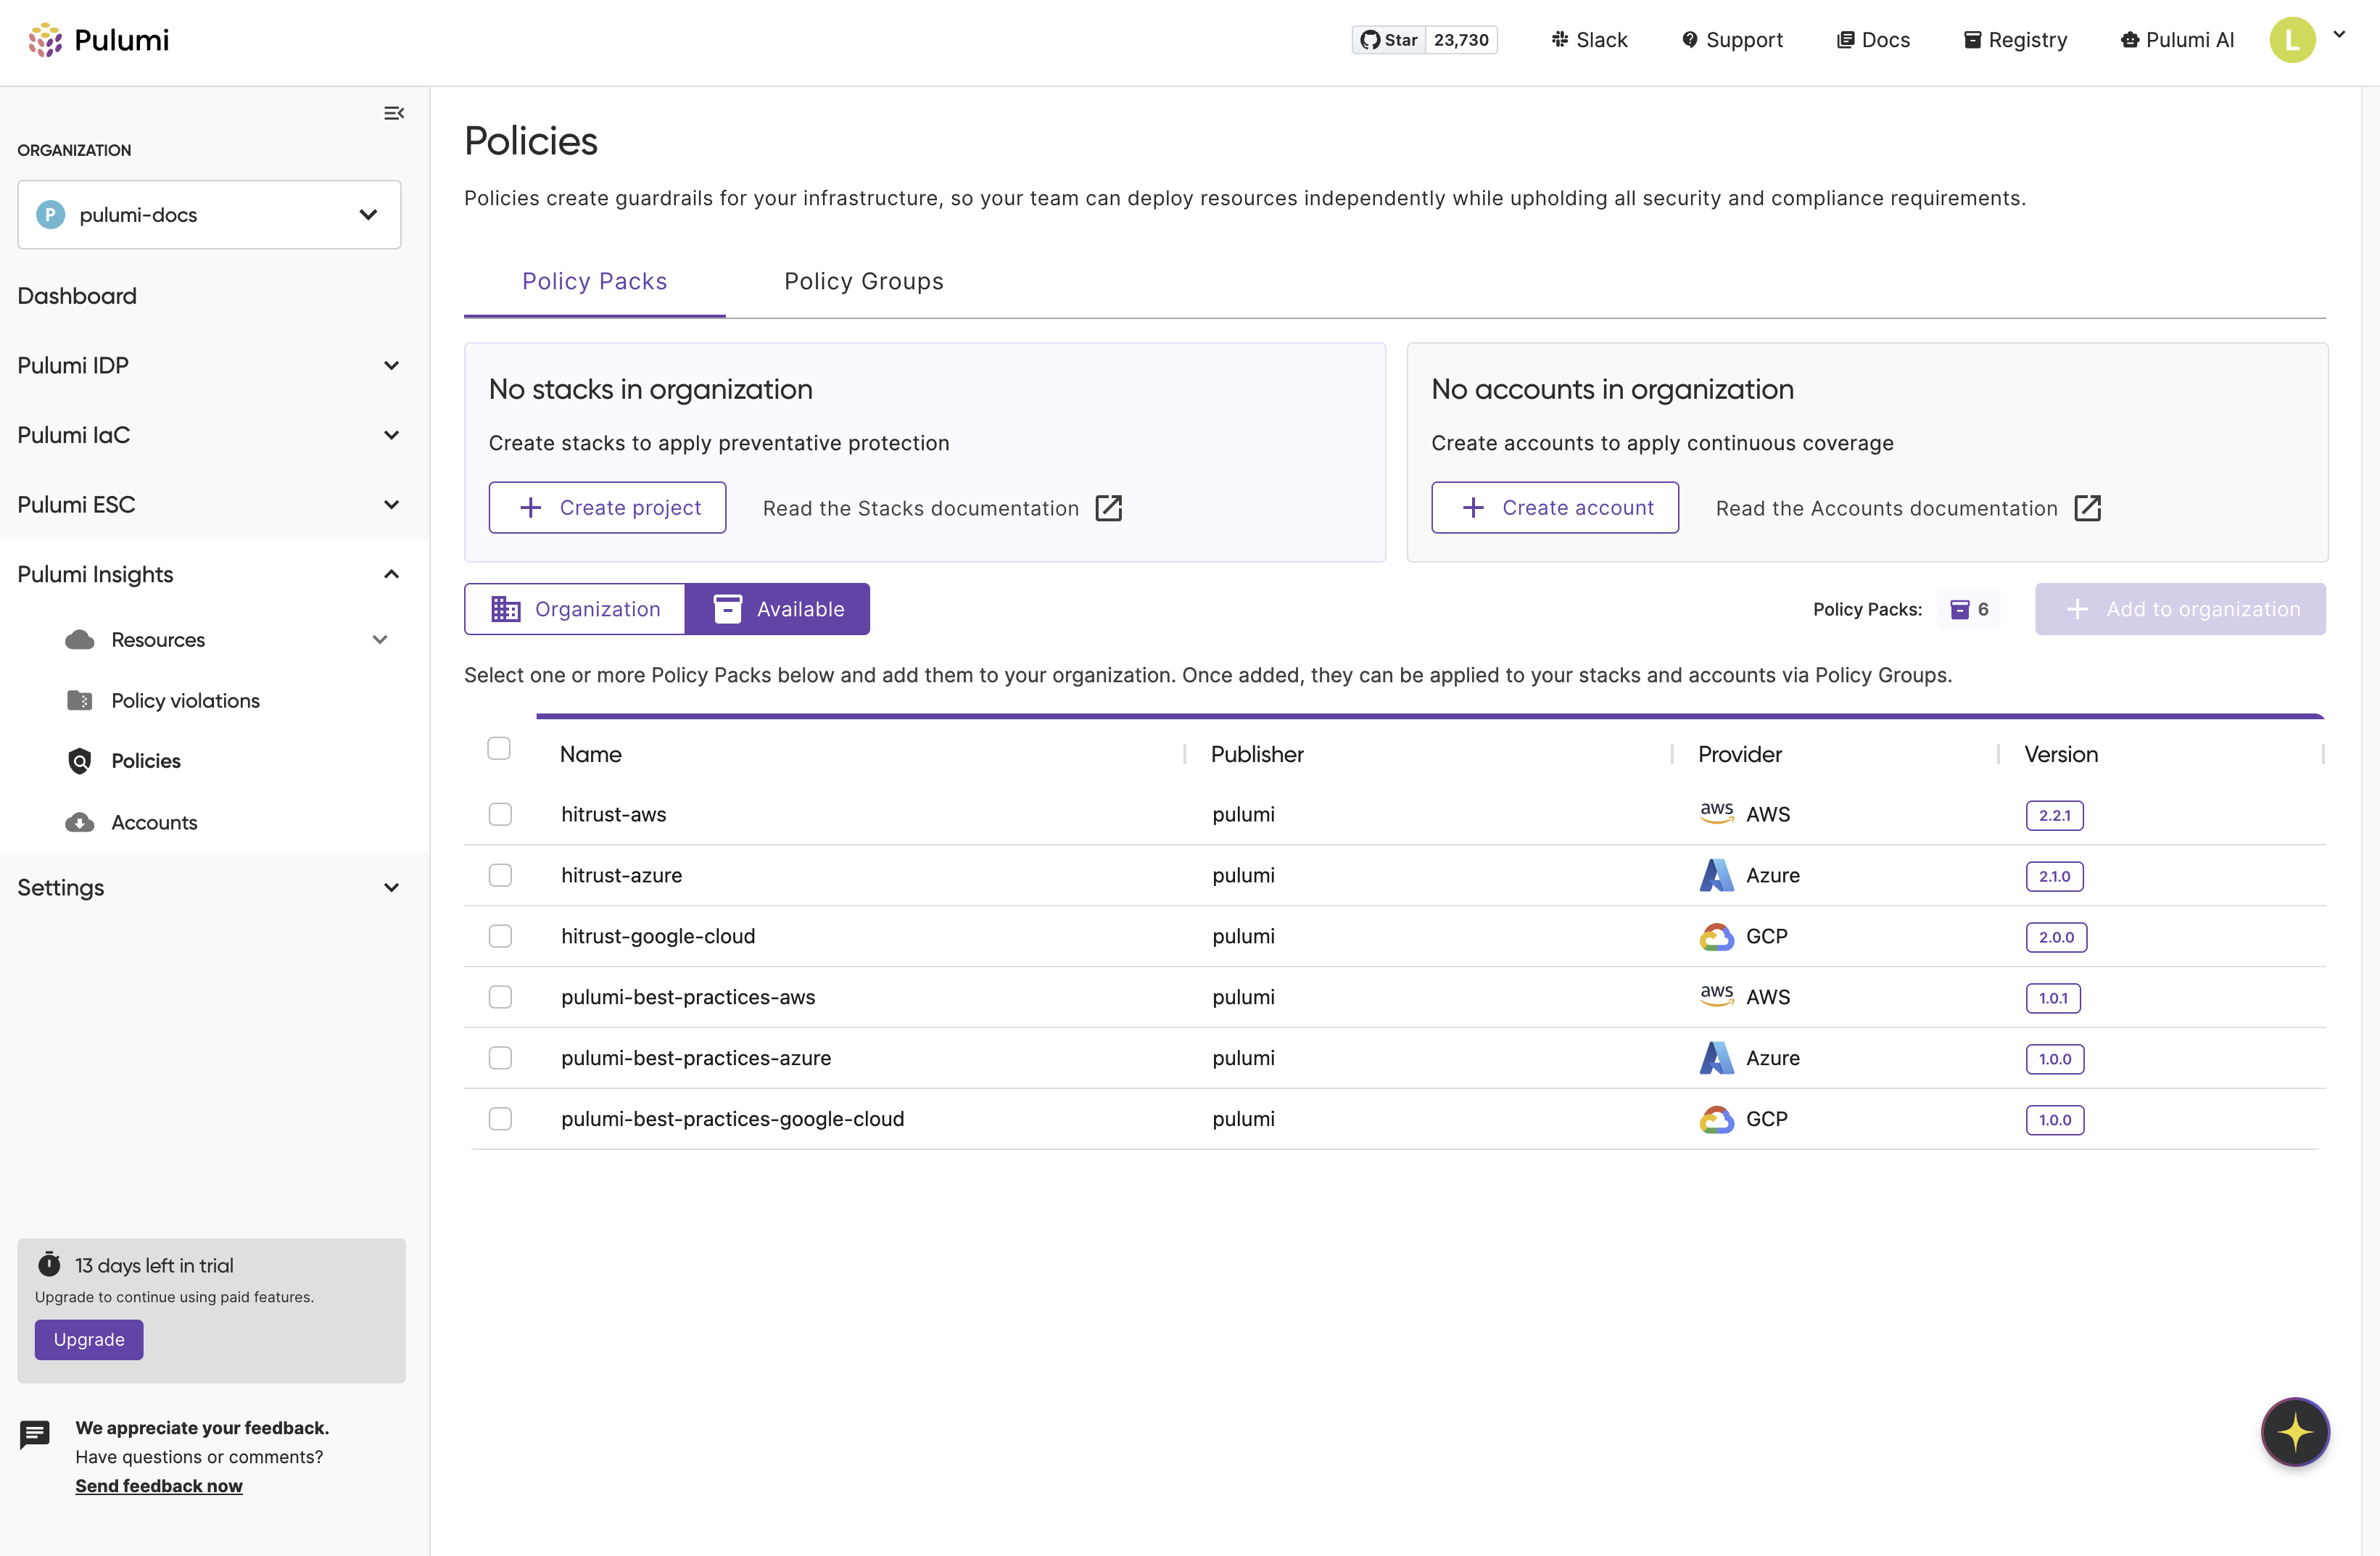 Pulumi
Star 23,730
Slack
Support
Docs
Registry
Pulumi AI
L
ORGANIZATION
P pulumi-docs
Dashboard
Pulumi IDP
Pulumi IaC
Pulumi ESC
Pulumi Insights
Resources
Policy violations
Policies
Accounts
Settings
13 days left in trial
Upgrade to continue using paid features.
Upgrade
We appreciate your feedback.
Have questions or comments?
Send feedback now
Policies
Policies create guardrails for your infrastructure, so your team can deploy resources independently while upholding all security and compliance requirements.
Policy Packs
Policy Groups
No stacks in organization
Create stacks to apply preventative protection
Create project
Read the Stacks documentation
No accounts in organization
Create accounts to apply continuous coverage
Create account
Read the Accounts documentation
Organization
Available
Policy Packs: 6
Add to organization
Select one or more Policy Packs below and add them to your organization. Once added, they can be applied to your stacks and accounts via Policy Groups.
Name Publisher Provider Version
hitrust-aws pulumi aws AWS 2.2.1
hitrust-azure pulumi Azure 2.1.0
hitrust-google-cloud pulumi GCP 2.0.0
pulumi-best-practices-aws pulumi aws AWS 1.0.1
pulumi-best-practices-azure pulumi Azure 1.0.0
pulumi-best-practices-google-cloud pulumi GCP 1.0.0